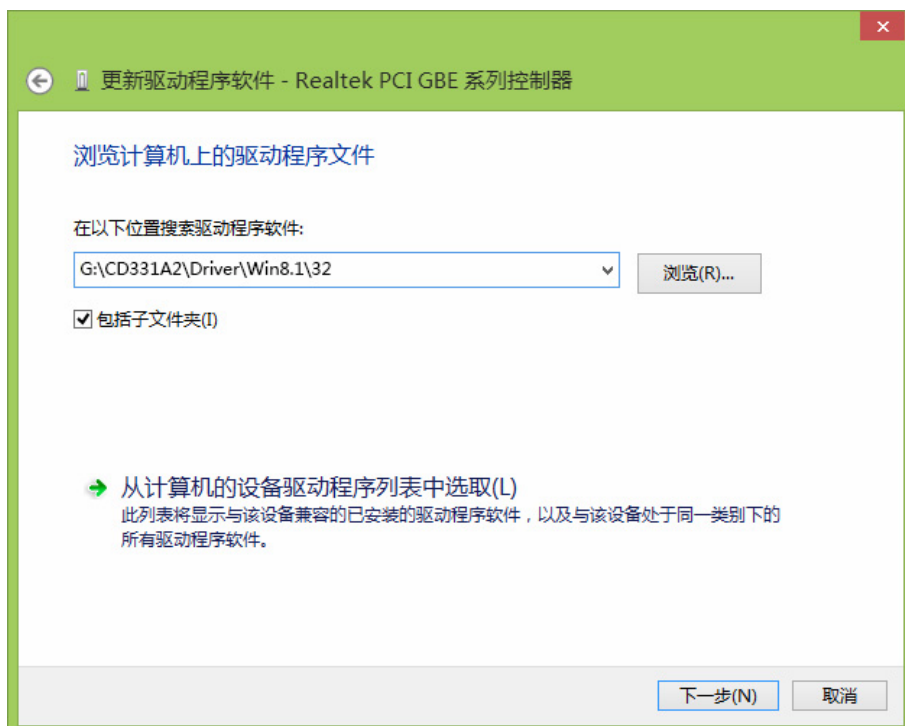 更新驱动程序软件 - Realtek PCI GBE 系列控制器
浏览计算机上的驱动程序文件
在以下位置搜索驱动程序软件:
G:\CD331A2\Driver\Win8.1\32
浏览(R)...
包括子文件夹(I)
从计算机的设备驱动程序列表中选取(L)
此列表将显示与该设备兼容的已安装的驱动程序软件，以及与该设备处于同一类别下的
所有驱动程序软件。
下一步(N)
取消